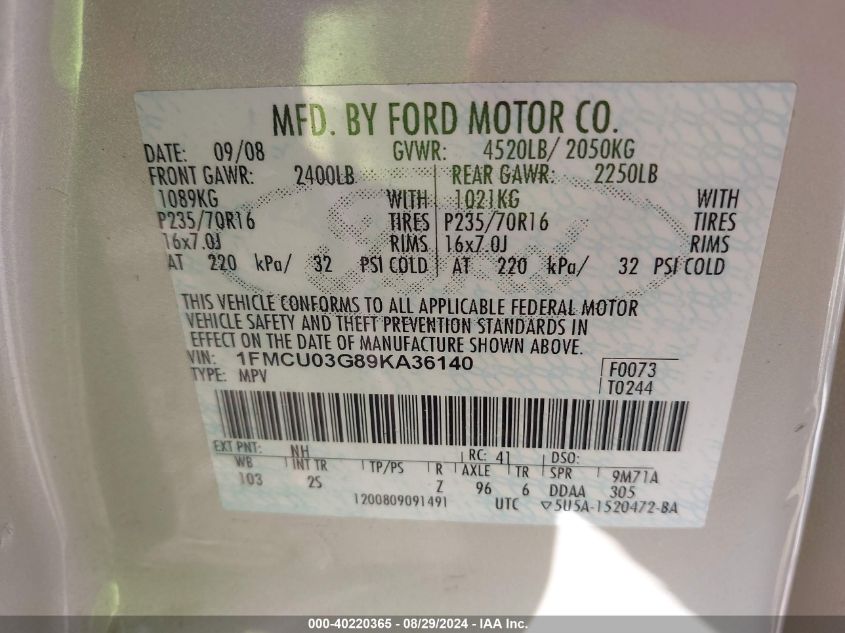 MFD. BY FORD MOTOR CO.
DATE: 09/08 GVWR: 4520LB/ 2050KG
FRONT GAWR: 2400LB REAR GAWR: 2250LB
1089KG WITH 1021KG WITH
P235/70R16 TIRES P235/70R16 TIRES
16x7.0J RIMS 16x7.0J RIMS
AT 220 kPa/ 32 PSI COLD AT 220 kPa/ 32 PSI COLD
THIS VEHICLE CONFORMS TO ALL APPLICABLE FEDERAL MOTOR
VEHICLE SAFETY AND THEFT PREVENTION STANDARDS IN
EFFECT ON THE DATE OF MANUFACTURE SHOWN ABOVE.
VIN: 1FMCU03G89KA36140 F0073
TYPE: MPV T0244
EXT PNT: NH RC: 41 DSO:
WB INT TR TP/PS R AXLE TR SPR 9M71A
103 2S Z 96 6 DDAA 305
1200809091491 UTC ▽5U5A-1520472-BA
000-40220365 - 08/29/2024 - IAA Inc.